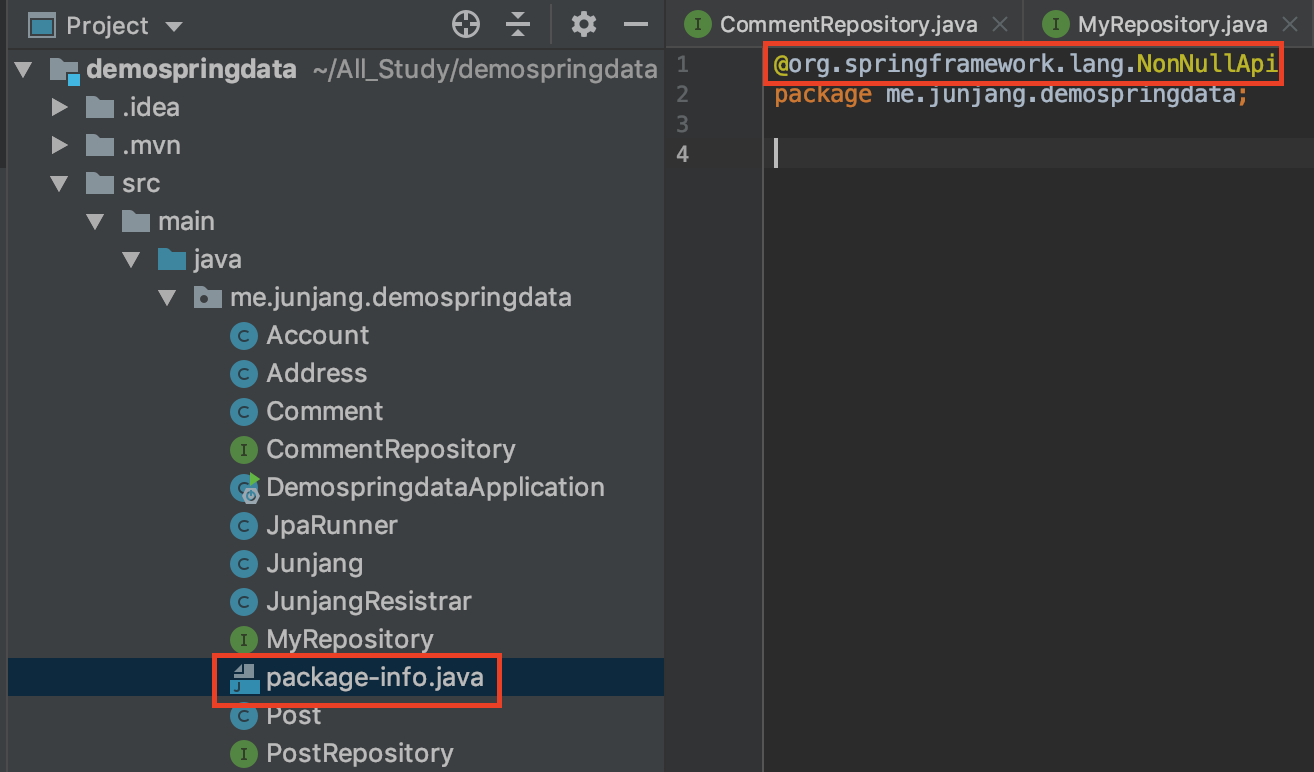 Project
demospringdata ~/All_Study/demospringdata
.idea
.mvn
src
main
java
me.junjang.demospringdata
C Account
C Address
C Comment
I CommentRepository
C DemospringdataApplication
C JpaRunner
C Junjang
C JunjangResistrar
I MyRepository
J package-info.java
C Post
I PostRepository
I CommentRepository.java
I MyRepository.java
1 @org.springframework.lang.NonNullApi
2 package me.junjang.demospringdata;
3
4